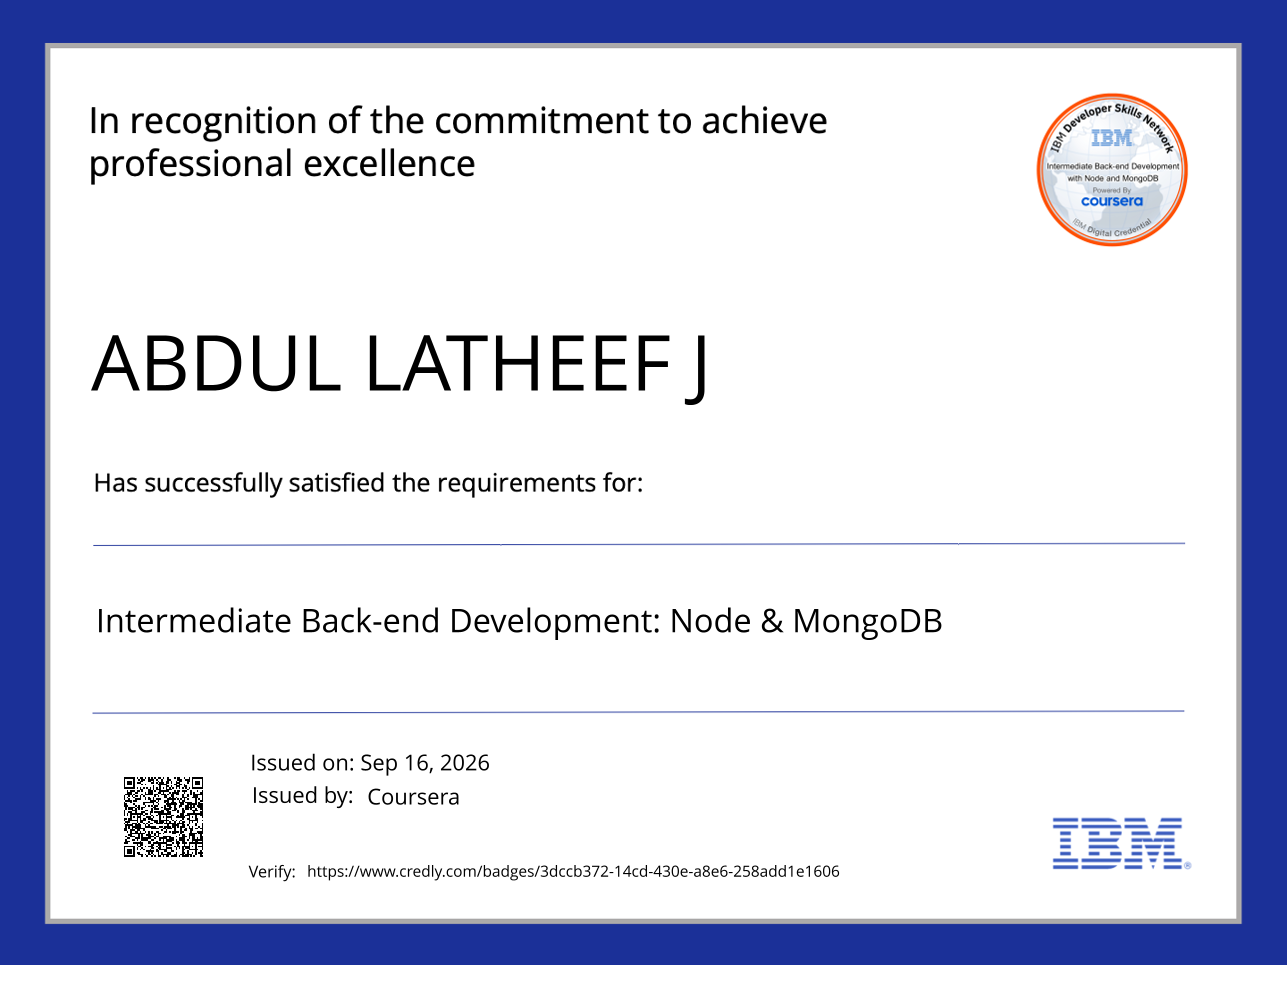 In recognition of the commitment to achieve
professional excellence
IBM Developer Skills Network
IBM
Intermediate Back-end Development
with Node and MongoDB
Powered By
coursera
IBM Digital Credential
ABDUL LATHEEF J
Has successfully satisfied the requirements for:
Intermediate Back-end Development: Node & MongoDB
Issued on: Sep 16, 2026
Issued by: Coursera
IBM®
Verify: https://www.credly.com/badges/3dccb372-14cd-430e-a8e6-258add1e1606